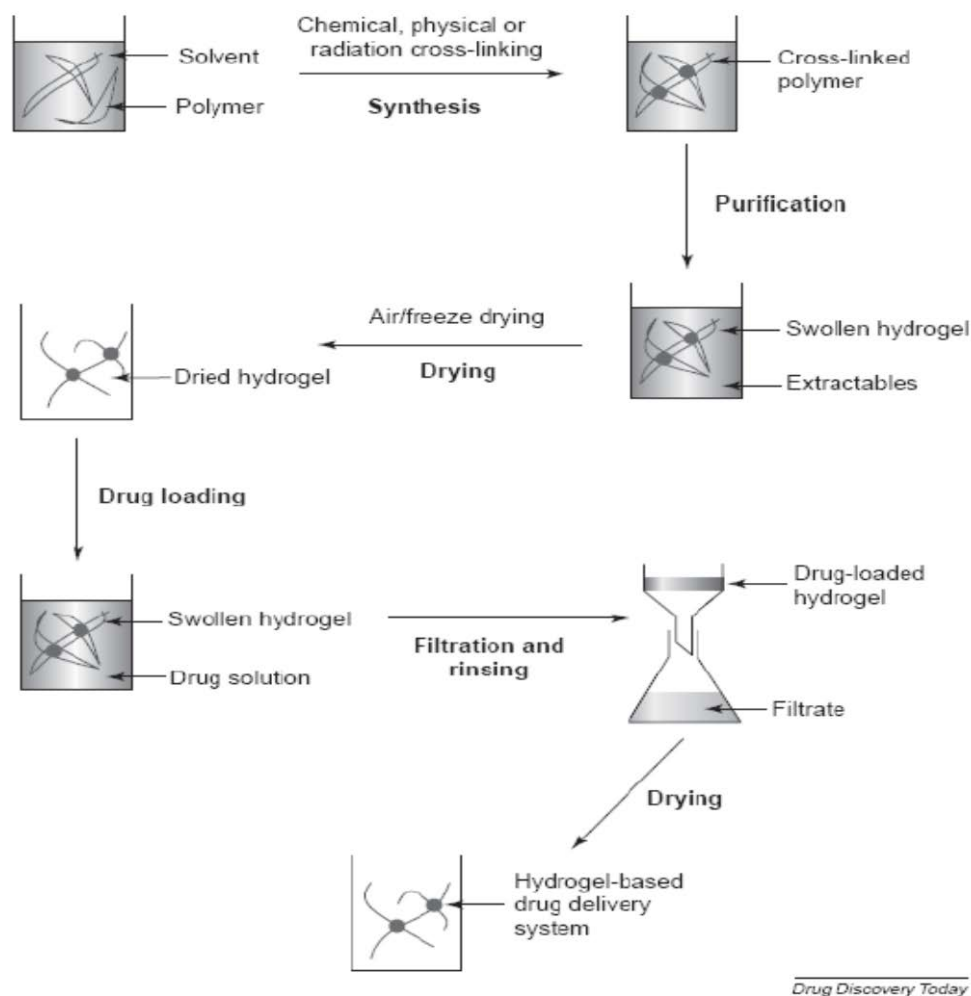 Chemical, physical or
radiation cross-linking
Solvent
Polymer
Synthesis
Cross-linked
polymer
Purification
Air/freeze drying
Drying
Dried hydrogel
Swollen hydrogel
Extractables
Drug loading
Swollen hydrogel
Drug solution
Filtration and
rinsing
Drug-loaded
hydrogel
Filtrate
Drying
Hydrogel-based
drug delivery
system
Drug Discovery Today